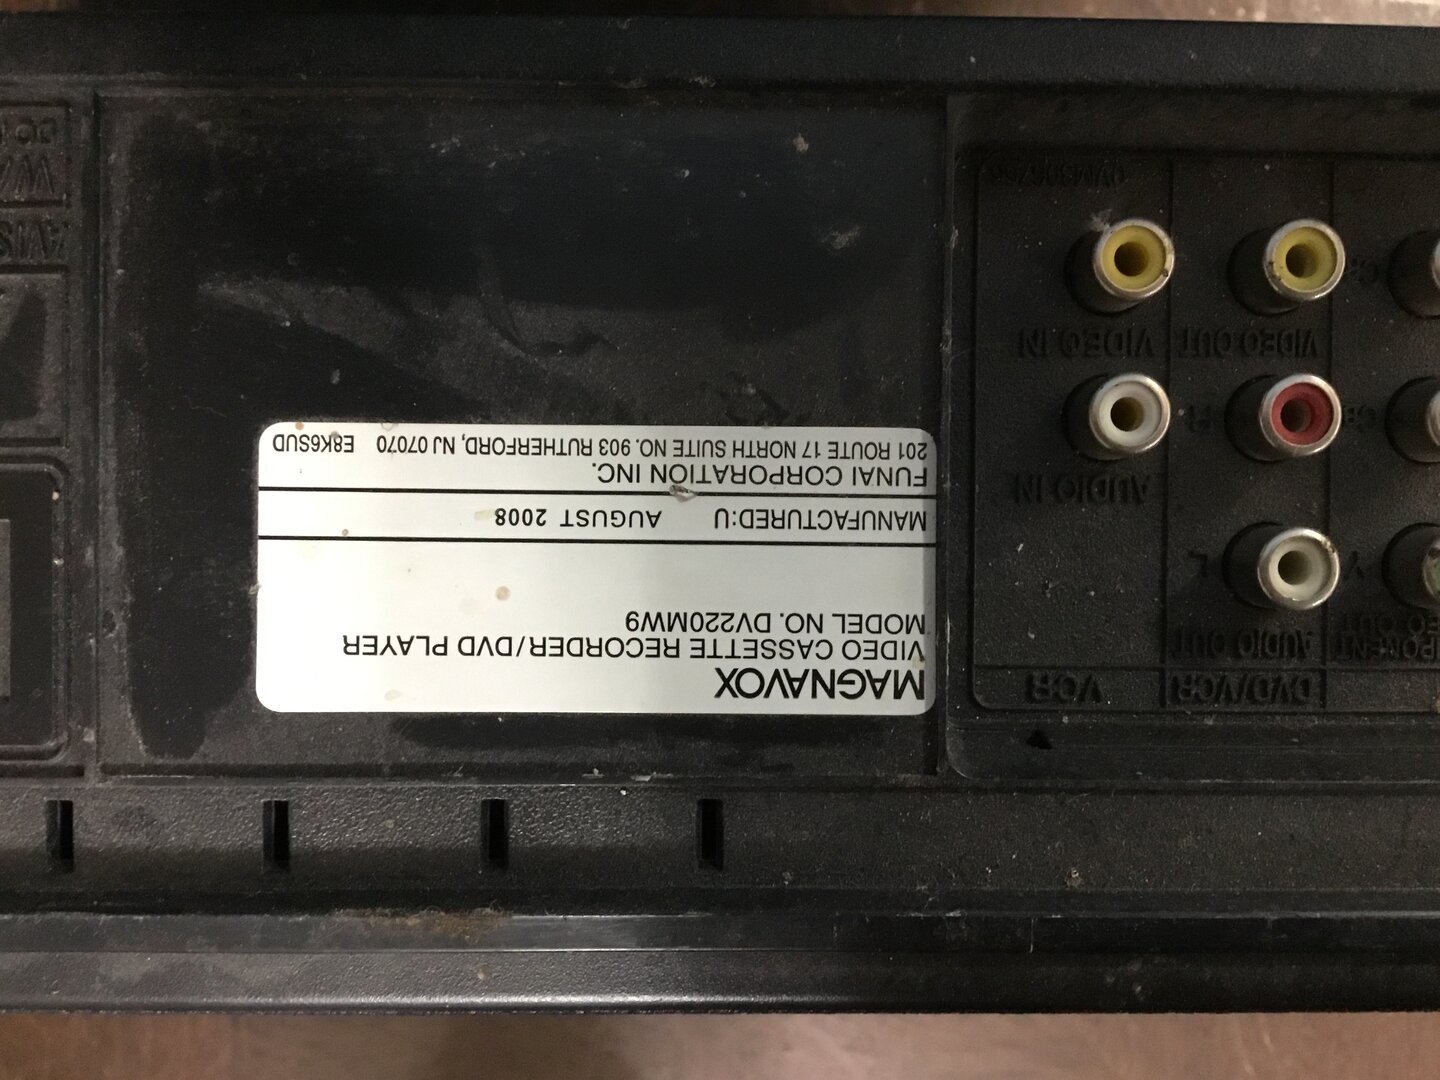 MAGNAVOX
VIDEO CASSETTE RECORDER/DVD PLAYER
MODEL NO. DV220MW9
MANUFACTURED:U AUGUST 2008
FUNAI CORPORATION INC.
201 ROUTE 17 NORTH SUITE NO. 903 RUTHERFORD, NJ 07070 E8K6SUD
DVD/VCR
VCR
AUDIO OUT
L
Y
AUDIO IN
R
VIDEO OUT
VIDEO IN